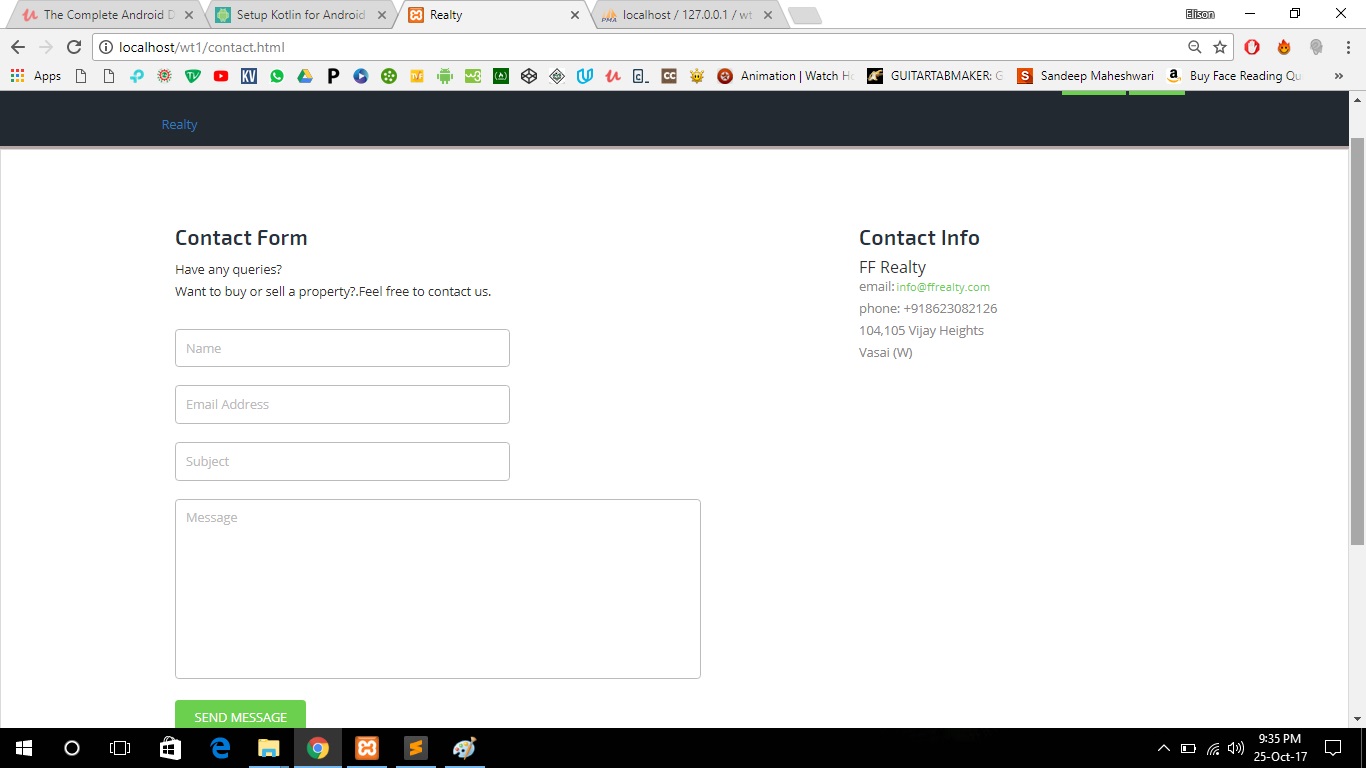 The Complete Android D
Setup Kotlin for Android
Realty
PMA
localhost / 127.0.0.1 / wt
Elison
localhost/wt1/contact.html
Apps
KV
P
CC
Animation | Watch H
GUITARTABMAKER: G
S
Sandeep Maheshwari
a
Buy Face Reading Qu
Realty
Contact Form
Have any queries?
Want to buy or sell a property?.Feel free to contact us.
Name
Email Address
Subject
Message
SEND MESSAGE
Contact Info
FF Realty
email: info@ffrealty.com
phone: +918623082126
104,105 Vijay Heights
Vasai (W)
9:35 PM
25-Oct-17